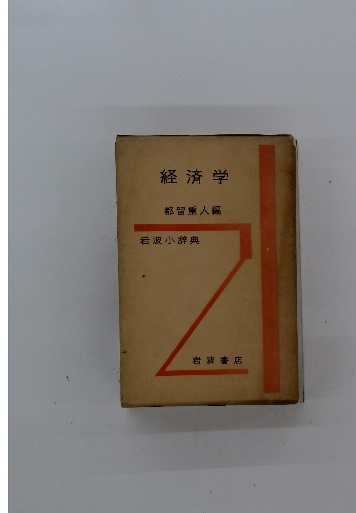 経済学
都留重人編
岩波小辞典
岩波書店